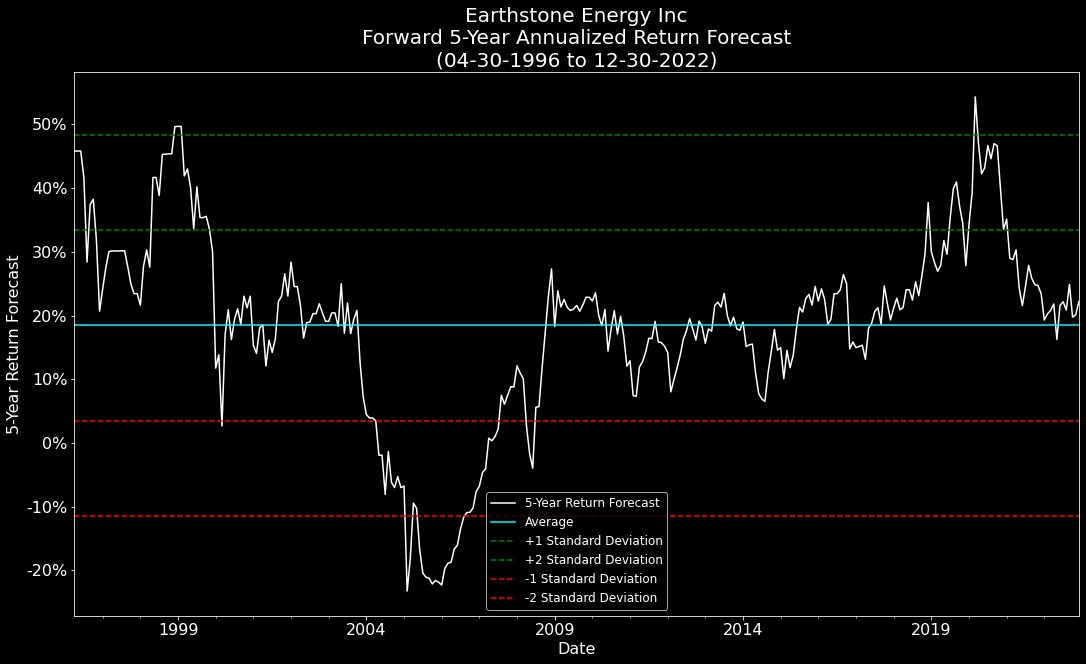 Earthstone Energy Inc
Forward 5-Year Annualized Return Forecast
(04-30-1996 to 12-30-2022)
50%
40%
30%
20%
10%
0%
-10%
-20%
5-Year Return Forecast
5-Year Return Forecast
Average
+1 Standard Deviation
+2 Standard Deviation
-1 Standard Deviation
-2 Standard Deviation
1999 2004 2009 2014 2019
Date